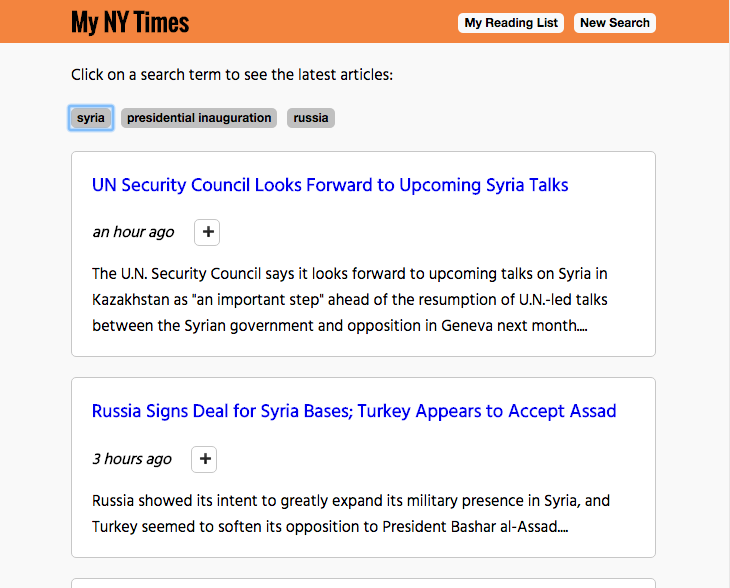 My NY Times
My Reading List
New Search
Click on a search term to see the latest articles:
syria
presidential inauguration
russia
UN Security Council Looks Forward to Upcoming Syria Talks
an hour ago
+
The U.N. Security Council says it looks forward to upcoming talks on Syria in
Kazakhstan as "an important step" ahead of the resumption of U.N.-led talks
between the Syrian government and opposition in Geneva next month....
Russia Signs Deal for Syria Bases; Turkey Appears to Accept Assad
3 hours ago
+
Russia showed its intent to greatly expand its military presence in Syria, and
Turkey seemed to soften its opposition to President Bashar al-Assad....